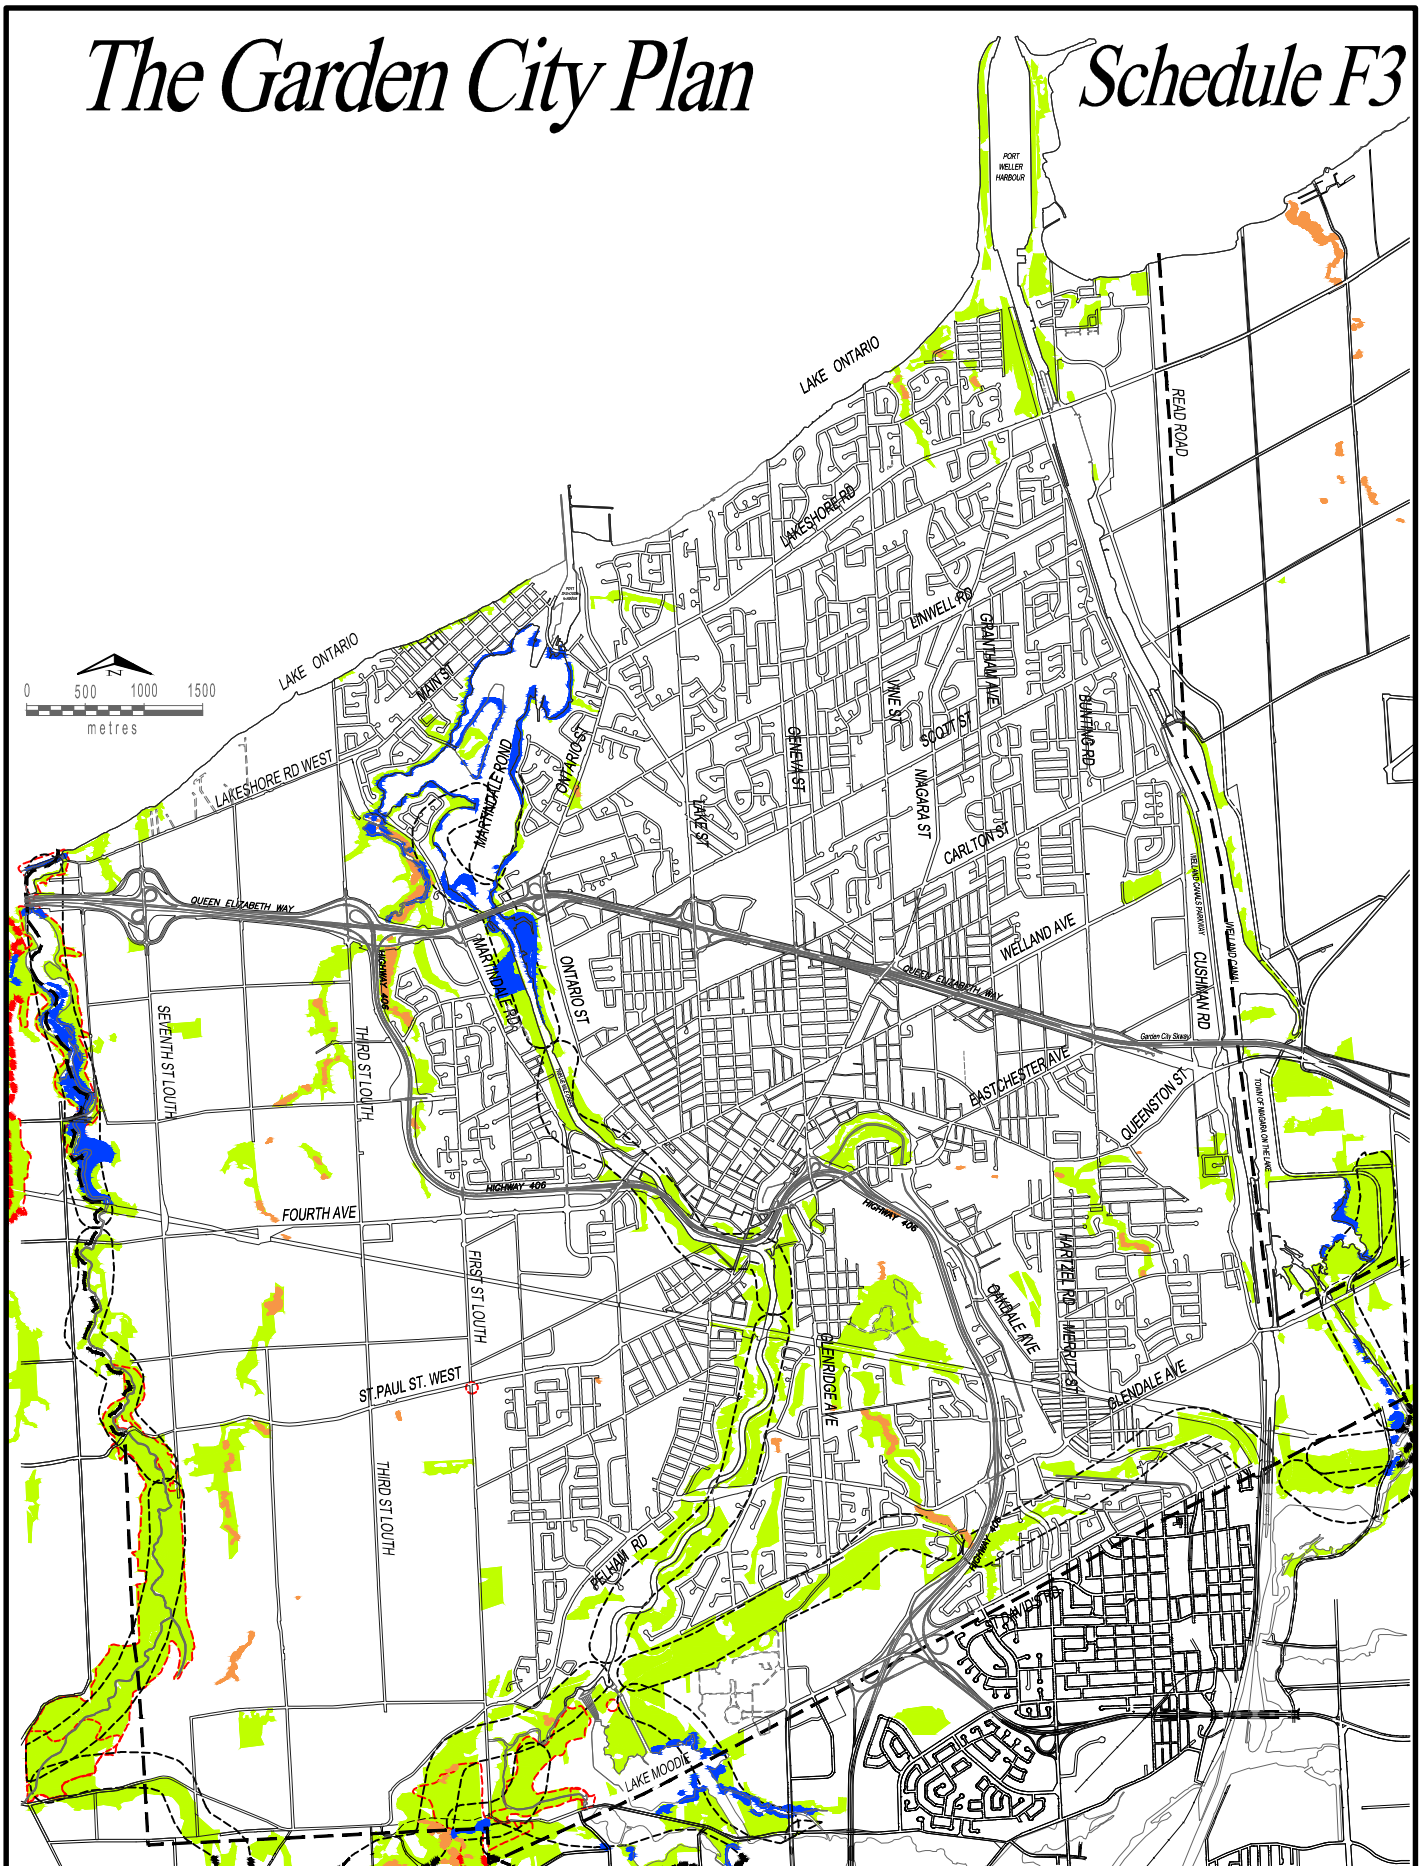 The Garden City Plan
Schedule F3
PORT
WELLER
HARBOUR
LAKE ONTARIO
READ ROAD
LAKESHORE RD
LINWELL RD
GRANTHAM AVE
LAKE ONTARIO
MAIN ST
N
0 500 1000 1500
metres
VINE ST
SCOTT ST
BUNTING RD
GENEVA ST
ONTARIO ST
LAKESHORE RD WEST
MARTINDALE POND
NIAGARA ST
LAKE ST
CARLTON ST
WELLAND CANALS PARKWAY
QUEEN ELIZABETH WAY
WELLAND AVE
WELLAND CANAL
HIGHWAY 406
MARTINDALE RD
ONTARIO ST
QUEEN ELIZABETH WAY
CUSHMAN RD
SEVENTH ST LOUTH
THIRD ST LOUTH
Garden City Skyway
EASTCHESTER AVE
QUEENSTON ST
TOWN OF NIAGARA ON THE LAKE
HIGHWAY 406
FOURTH AVE
HIGHWAY 406
FIRST ST LOUTH
HARTZEL RD
OAKDALE AVE
MERRITT ST
GLENRIDGE AVE
ST.PAUL ST. WEST
GLENDALE AVE
THIRD ST LOUTH
HIGHWAY 406
PELHAM RD
ST DAVID'S RD
LAKE MOODIE